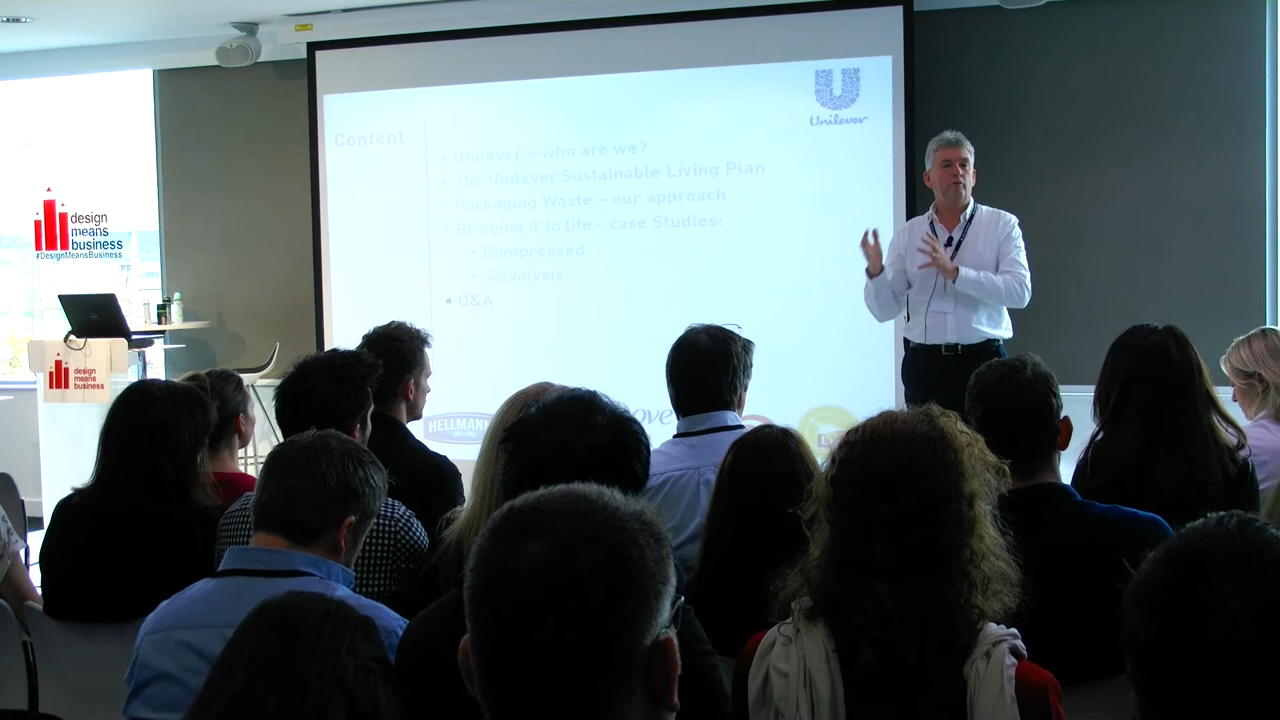 Content
Unilever
• Unilever - who are we?
• The Unilever Sustainable Living Plan
• Packaging Waste - our approach
• Bringing it to life - case Studies:
• Compressed
• Solvolysis
• Q&A
design
means
business
#DesignMeansBusiness
design
means
business
HELLMANN
ove